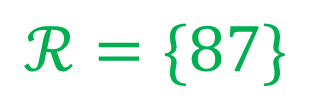 ℛ = {87}